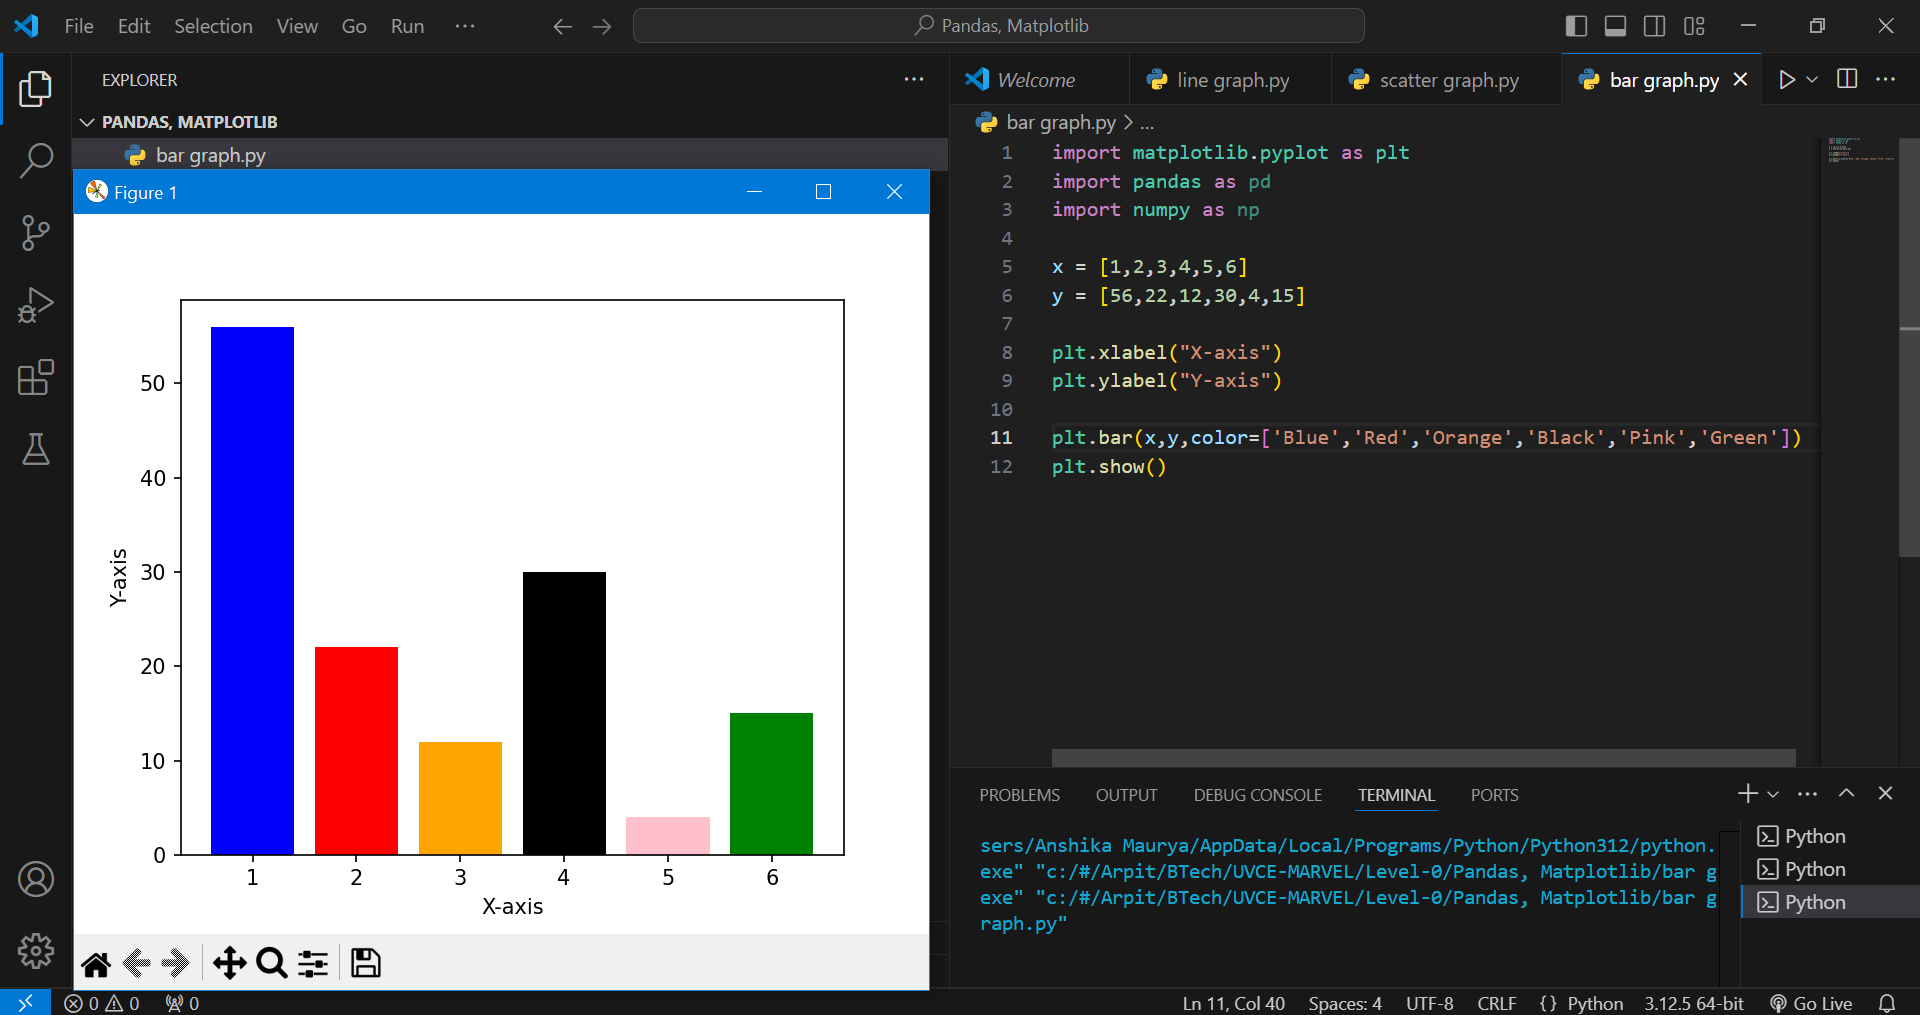 File Edit Selection View Go Run ···
Pandas, Matplotlib
EXPLORER
PANDAS, MATPLOTLIB
bar graph.py
Figure 1
50
40
30
20
10
0
Y-axis
1 2 3 4 5 6
X-axis
Welcome line graph.py scatter graph.py bar graph.py
bar graph.py > ...
1 import matplotlib.pyplot as plt
2 import pandas as pd
3 import numpy as np
4
5 x = [1,2,3,4,5,6]
6 y = [56,22,12,30,4,15]
7
8 plt.xlabel("X-axis")
9 plt.ylabel("Y-axis")
10
11 plt.bar(x,y,color=['Blue','Red','Orange','Black','Pink','Green'])
12 plt.show()
PROBLEMS OUTPUT DEBUG CONSOLE TERMINAL PORTS
sers/Anshika Maurya/AppData/Local/Programs/Python/Python312/python.
exe" "c:/#/Arpit/BTech/UVCE-MARVEL/Level-0/Pandas, Matplotlib/bar g
exe" "c:/#/Arpit/BTech/UVCE-MARVEL/Level-0/Pandas, Matplotlib/bar g
raph.py"
Python
Python
Python
0 0 0
Ln 11, Col 40 Spaces: 4 UTF-8 CRLF {} Python 3.12.5 64-bit Go Live